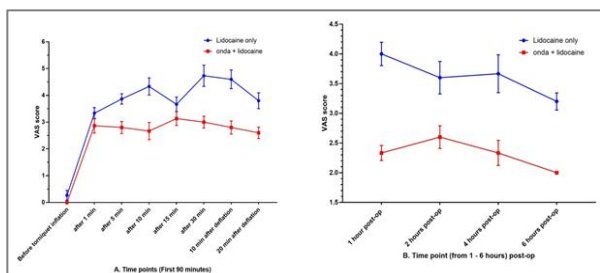 Lidocaine only
onda + lidocaine
VAS score
6
5
4
3
2
1
0
Before torniquet inflation
after 1 min
after 5 min
after 10 min
after 15 min
after 30 min
10 min after deflation
20 min after deflation
A. Time points (First 90 minutes)
Lidocaine only
onda + lidocaine
VAS score
4.5
4.0
3.5
3.0
2.5
2.0
1.5
1 hour post-op
2 hours post-op
4 hours post-op
6 hours post-op
B. Time point (from 1 - 6 hours) post-op